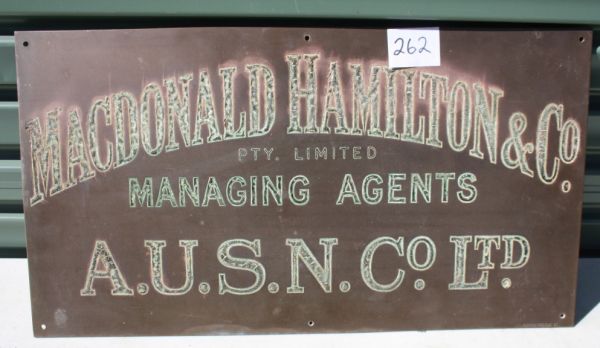 262
MACDONALD HAMILTON & Co.
PTY. LIMITED
MANAGING AGENTS
A.U.S.N. Co. LTD.